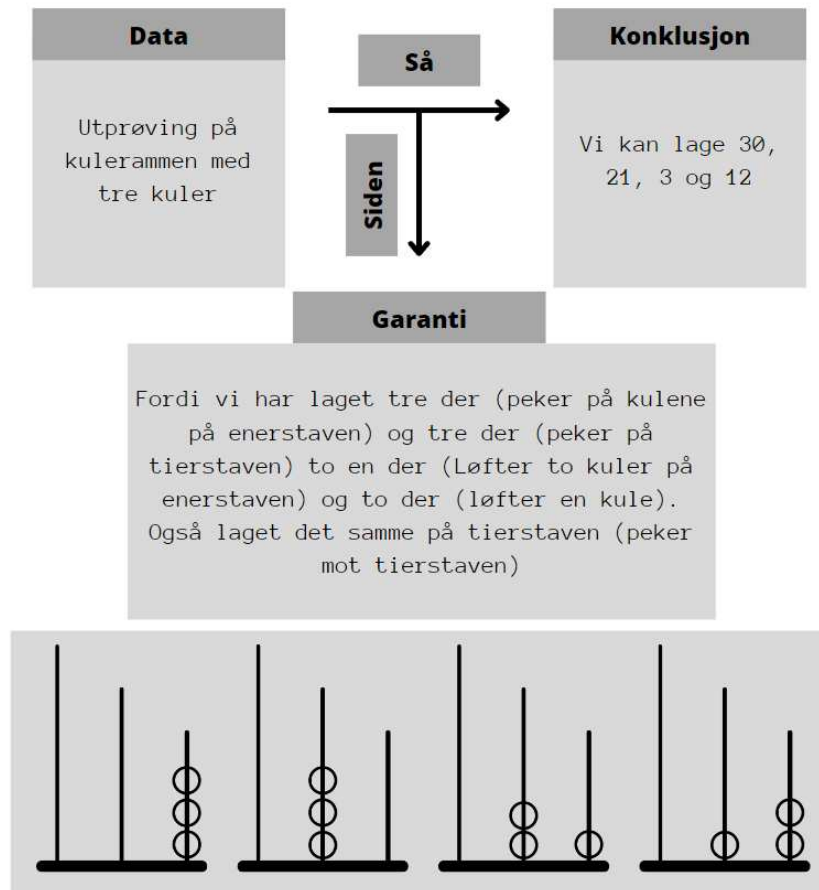 Data
Så
Konklusjon
Utprøving på
kulerammen med
tre kuler
Siden
Vi kan lage 30,
21, 3 og 12
Garanti
Fordi vi har laget tre der (peker på kulene
på enerstaven) og tre der (peker på
tierstaven) to en der (Løfter to kuler på
enerstaven) og to der (løfter en kule).
Også laget det samme på tierstaven (peker
mot tierstaven)